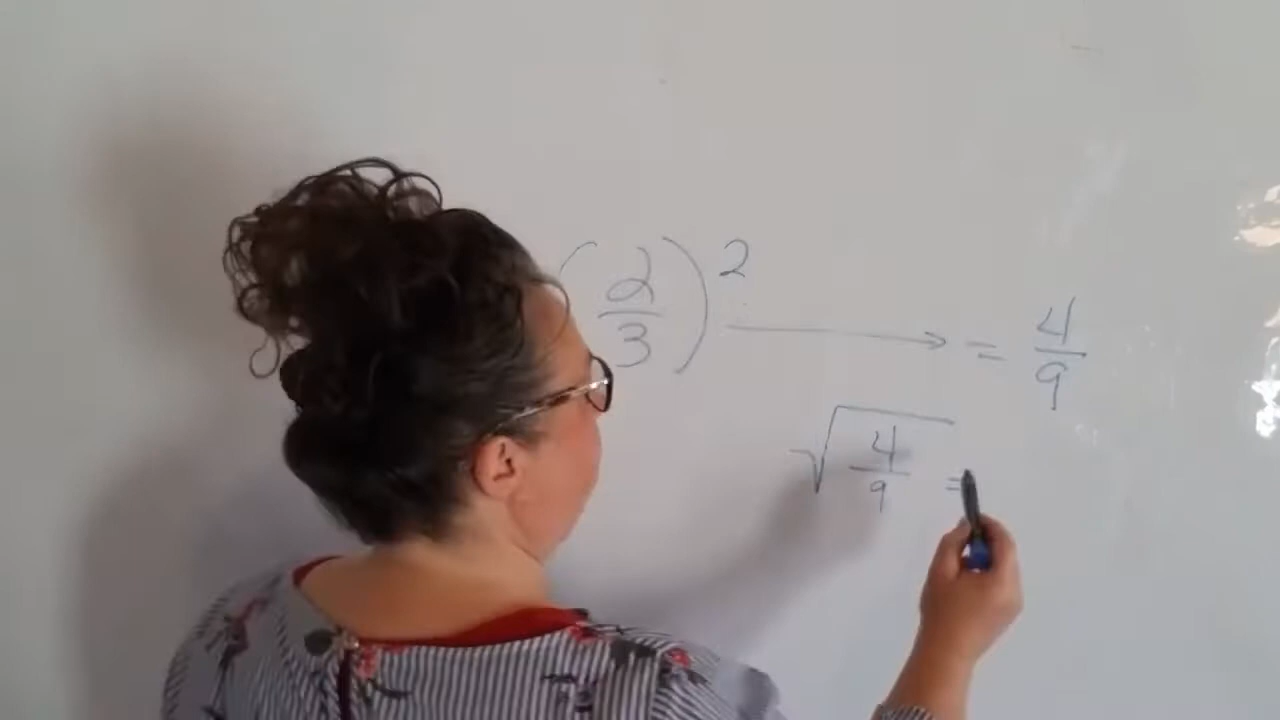 (2/3)² → = 4/9
√(4/9) =